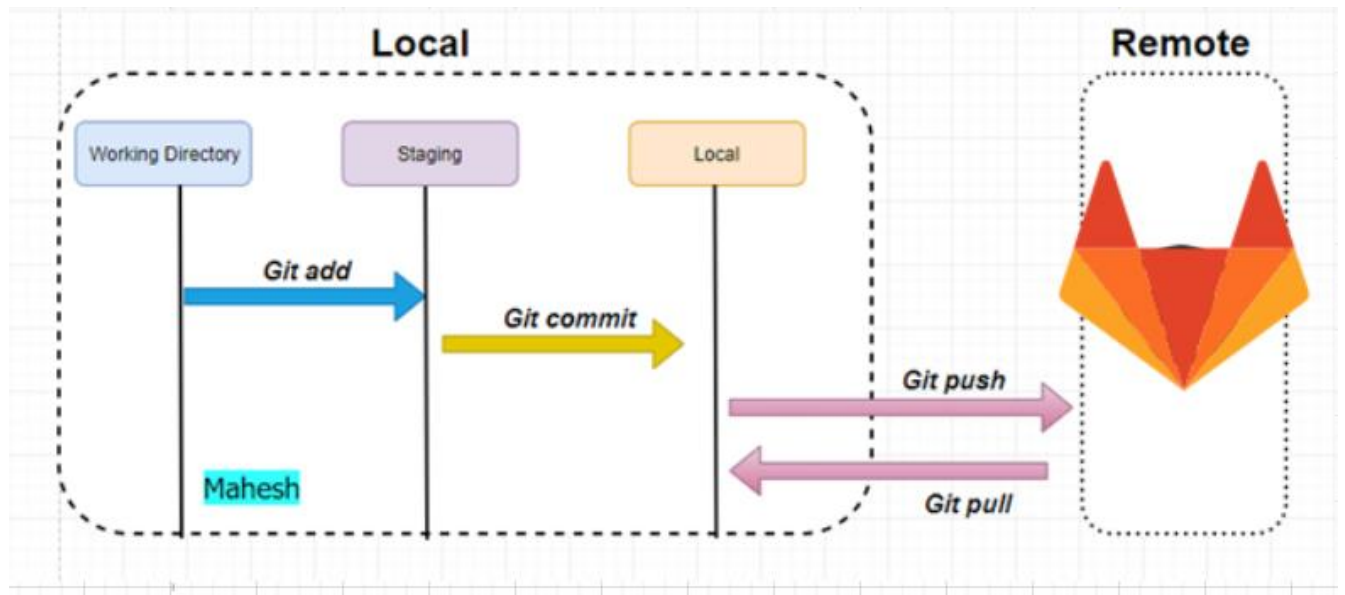 Local
Remote
Working Directory
Staging
Local
Git add
Git commit
Git push
Git pull
Mahesh